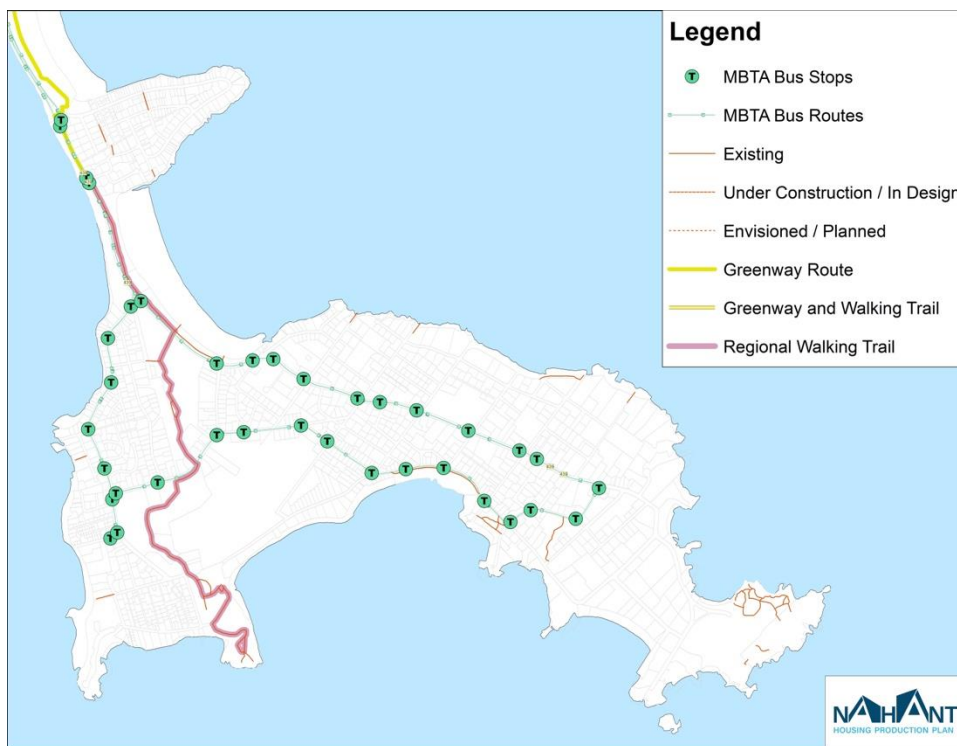 Legend
T MBTA Bus Stops
MBTA Bus Routes
Existing
Under Construction / In Design
Envisioned / Planned
Greenway Route
Greenway and Walking Trail
Regional Walking Trail
NAHANT
HOUSING PRODUCTION PLAN